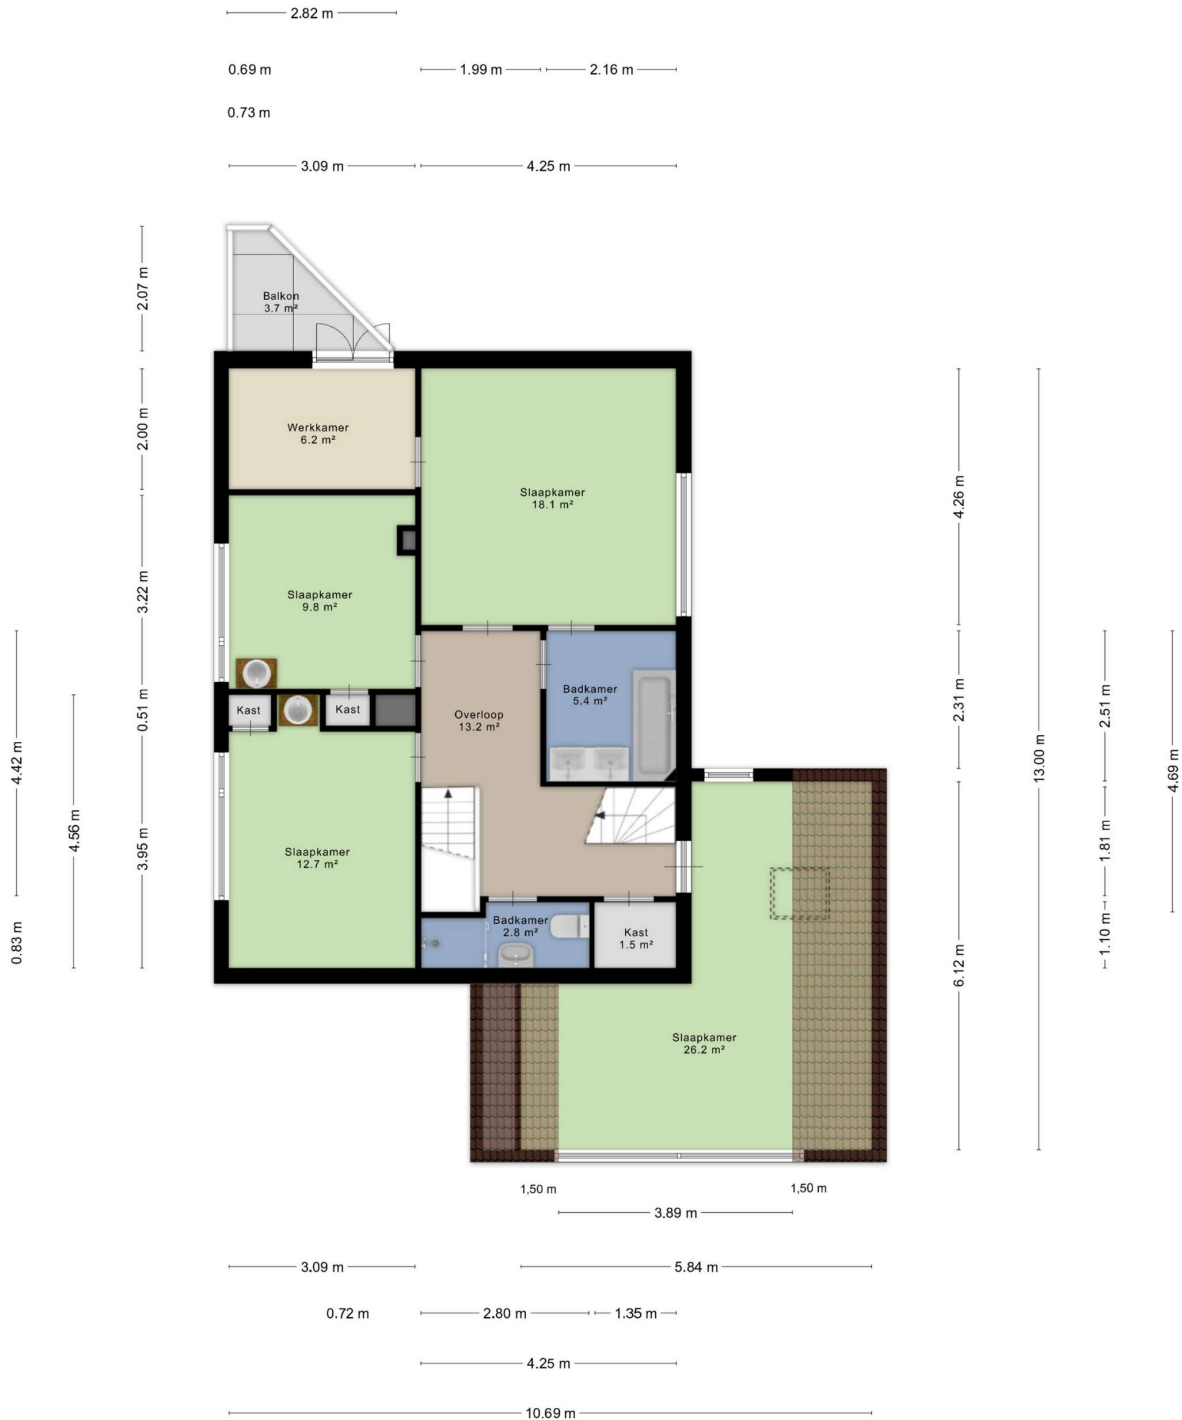 2.82 m
0.69 m
1.99 m
2.16 m
0.73 m
3.09 m
4.25 m
2.07 m
Balkon
3.7 m²
2.00 m
Werkkamer
6.2 m²
Slaapkamer
18.1 m²
4.26 m
3.22 m
Slaapkamer
9.8 m²
0.51 m
Kast
Kast
Overloop
13.2 m²
Badkamer
5.4 m²
2.31 m
2.51 m
13.00 m
4.69 m
4.42 m
4.56 m
3.95 m
Slaapkamer
12.7 m²
1.81 m
0.83 m
Badkamer
2.8 m²
Kast
1.5 m²
1.10 m
6.12 m
Slaapkamer
26.2 m²
1,50 m
1,50 m
3.89 m
3.09 m
5.84 m
0.72 m
2.80 m
1.35 m
4.25 m
10.69 m